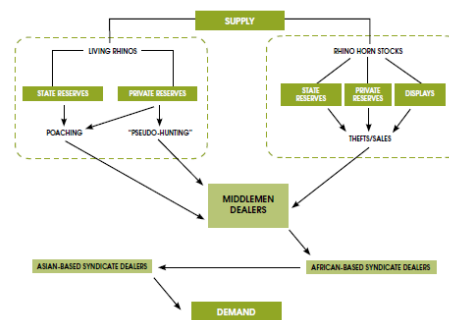 SUPPLY
LIVING RHINOS
RHINO HORN STOCKS
STATE RESERVES
PRIVATE RESERVES
STATE
RESERVES
PRIVATE
RESERVES
DISPLAYS
POACHING
"PSEUDO-HUNTING"
THEFTS/SALES
MIDDLEMEN
DEALERS
ASIAN-BASED SYNDICATE DEALERS
AFRICAN-BASED SYNDICATE DEALERS
DEMAND